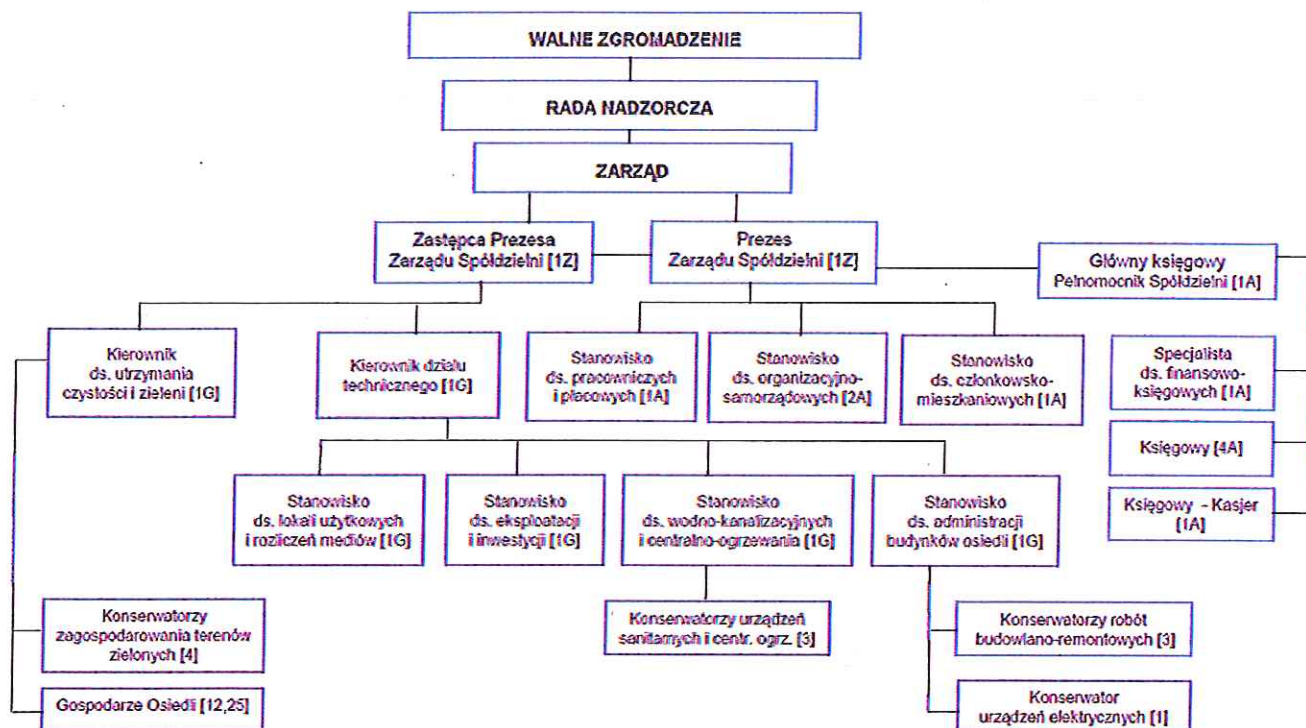 WALNE ZGROMADZENIE
RADA NADZORCZA
ZARZĄD
Zastępca Prezesa
Zarządu Spółdzielni [1Z]
Prezes
Zarządu Spółdzielni [1Z]
Główny księgowy
Pełnomocnik Spółdzielni [1A]
Kierownik
ds. utrzymania
czystości i zieleni [1G]
Kierownik działu
technicznego [1G]
Stanowisko
ds. pracowniczych
i płacowych [1A]
Stanowisko
ds. organizacyjno-
samorządowych [2A]
Stanowisko
ds. członkowsko-
mieszkaniowych [1A]
Specjalista
ds. finansowo-
księgowych [1A]
Księgowy [4A]
Księgowy - Kasjer
[1A]
Stanowisko
ds. lokali użytkowych
i rozliczeń mediów [1G]
Stanowisko
ds. eksploatacji
i inwestycji [1G]
Stanowisko
ds. wodno-kanalizacyjnych
i centralno-ogrzewania [1G]
Stanowisko
ds. administracji
budynków osiedli [1G]
Konserwatorzy
zagospodarowania terenów
zielonych [4]
Gospodarze Osiedli [12,25]
Konserwatorzy urządzeń
sanitarnych i centr. ogrz. [3]
Konserwatorzy robót
budowlano-remontowych [3]
Konserwator
urządzeń elektrycznych [1]